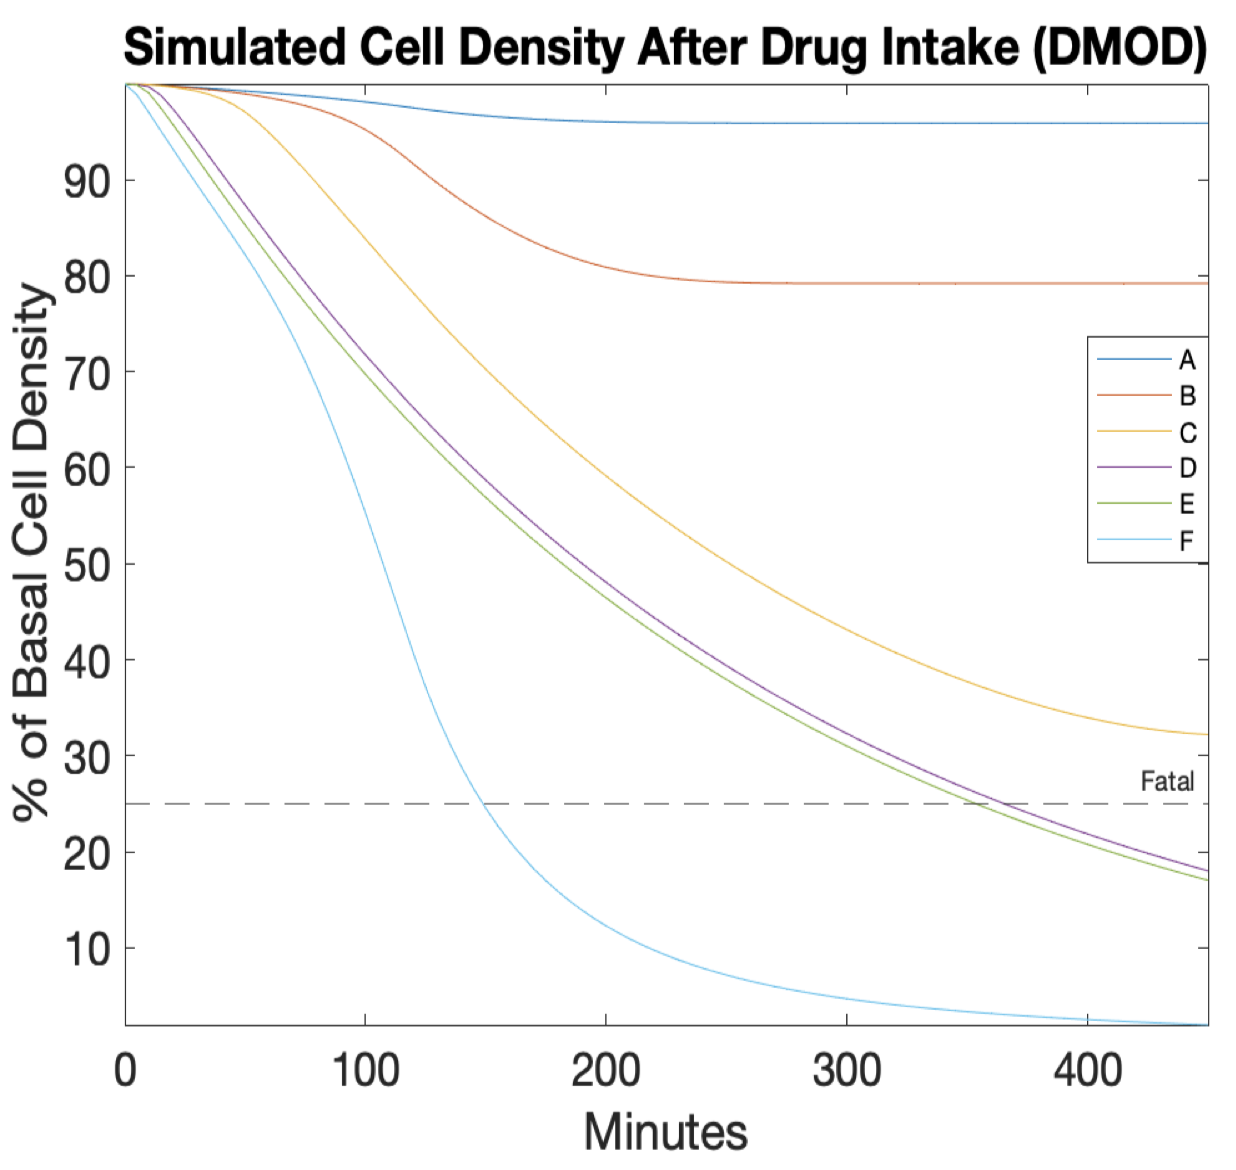 Simulated Cell Density After Drug Intake (DMOD)
% of Basal Cell Density
90
80
70
60
50
40
30
20
10
A
B
C
D
E
F
Fatal
0 100 200 300 400
Minutes